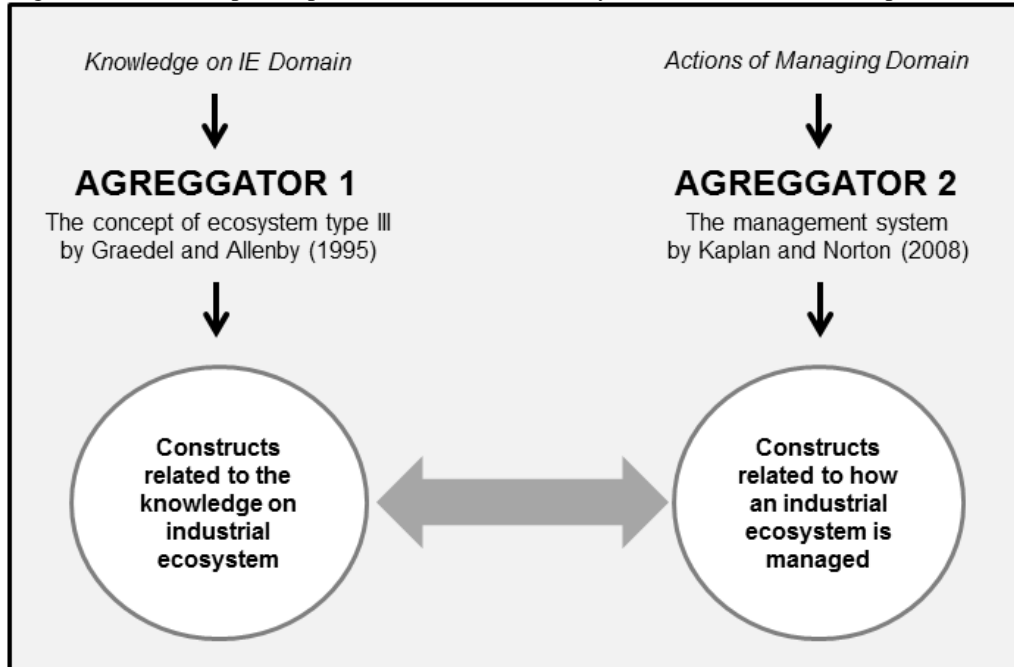 Knowledge on IE Domain
AGREGGATOR 1
The concept of ecosystem type III
by Graedel and Allenby (1995)
Constructs
related to the
knowledge on
industrial
ecosystem
Actions of Managing Domain
AGREGGATOR 2
The management system
by Kaplan and Norton (2008)
Constructs
related to how
an industrial
ecosystem is
managed